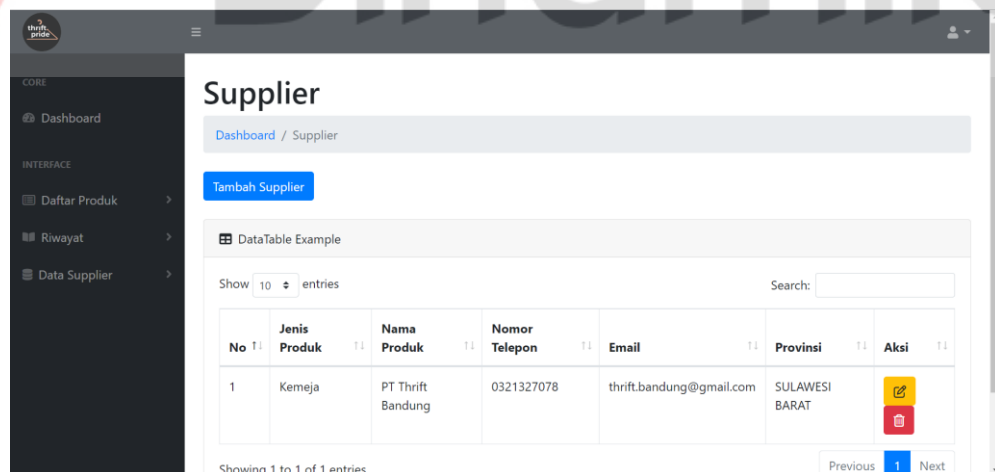 thrift
pride
CORE
Dashboard
INTERFACE
Daftar Produk
Riwayat
Data Supplier
Supplier
Dashboard / Supplier
Tambah Supplier
DataTable Example
Show 10 entries
Search:
No Jenis Produk Nama Produk Nomor Telepon Email Provinsi Aksi
1 Kemeja PT Thrift Bandung 0321327078 thrift.bandung@gmail.com SULAWESI BARAT
Showing 1 to 1 of 1 entries
Previous 1 Next